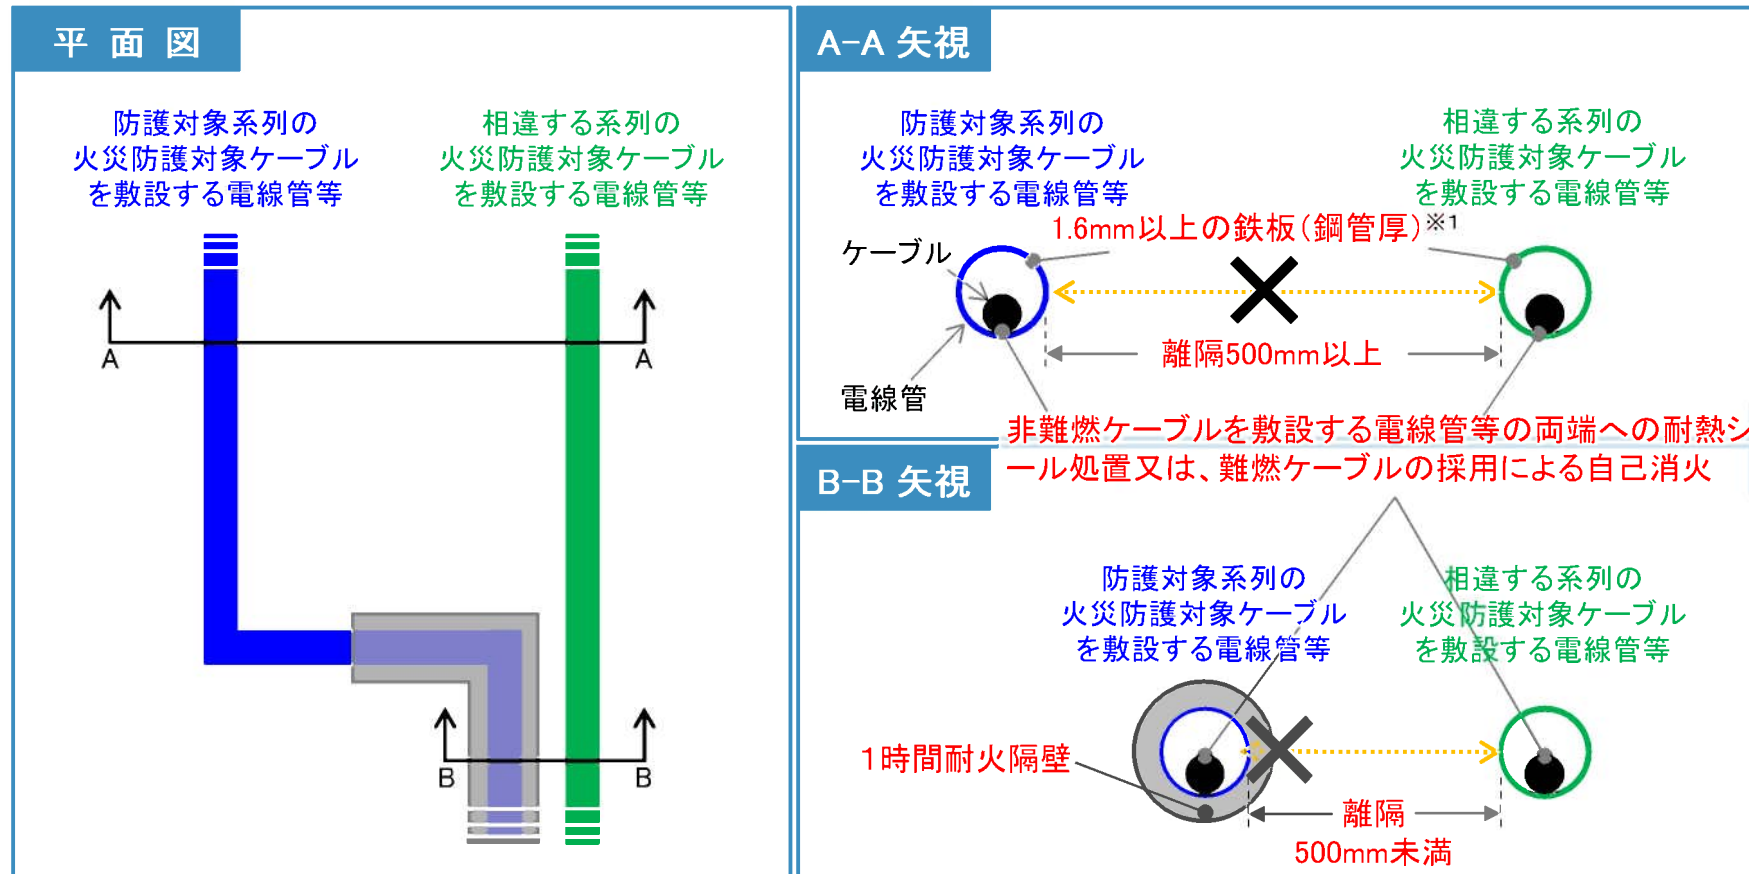 平面図
防護対象系列の
火災防護対象ケーブル
を敷設する電線管等
相違する系列の
火災防護対象ケーブル
を敷設する電線管等
A
A
B
B
A-A 矢視
防護対象系列の
火災防護対象ケーブル
を敷設する電線管等
相違する系列の
火災防護対象ケーブル
を敷設する電線管等
1.6mm以上の鉄板(鋼管厚)※1
ケーブル
離隔500mm以上
電線管
非難燃ケーブルを敷設する電線管等の両端への耐熱シ
ール処置又は、難燃ケーブルの採用による自己消火
B-B 矢視
防護対象系列の
火災防護対象ケーブル
を敷設する電線管等
相違する系列の
火災防護対象ケーブル
を敷設する電線管等
1時間耐火隔壁
離隔
500mm未満